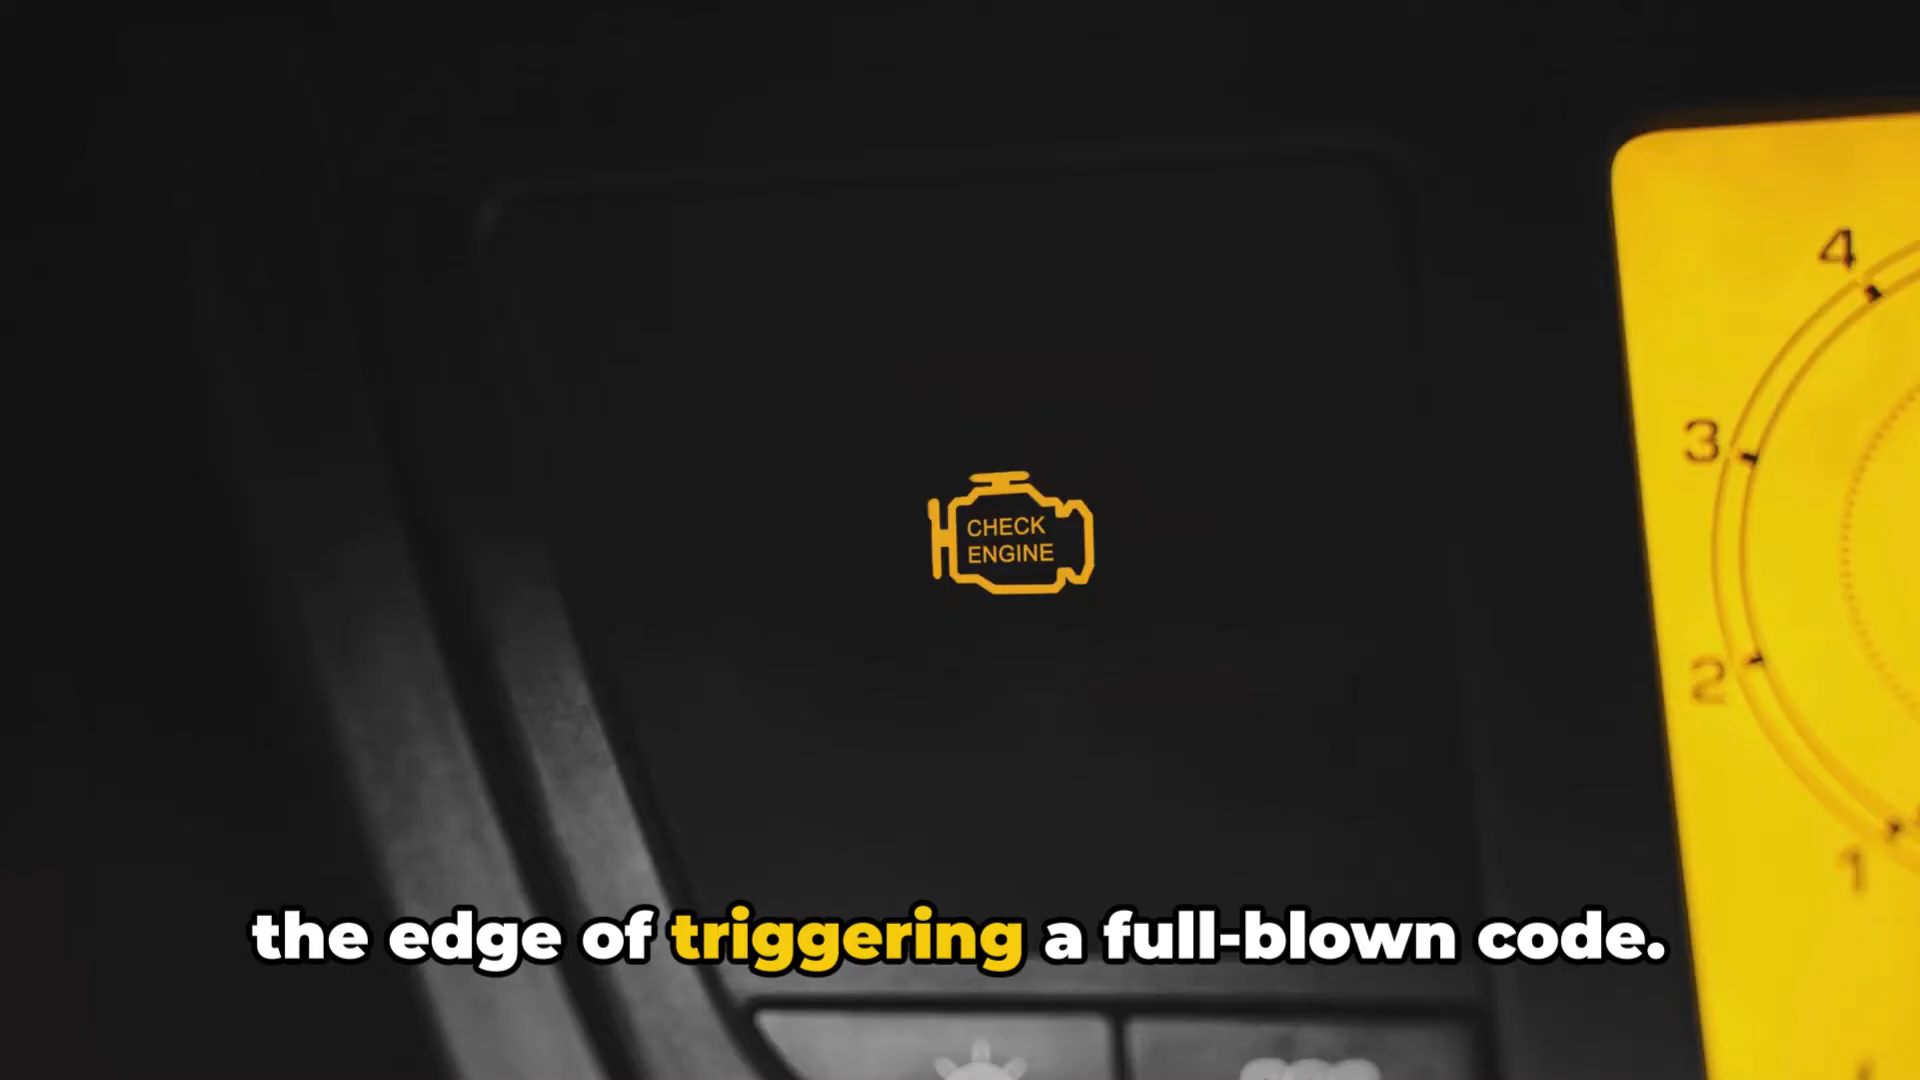 4
3
CHECK
ENGINE
2
1
the edge of triggering a full-blown code.